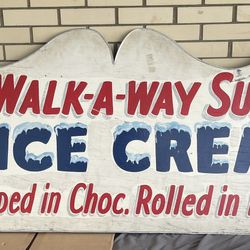 WALK-A-WAY SU
ICE CREA
ped in Choc. Rolled in